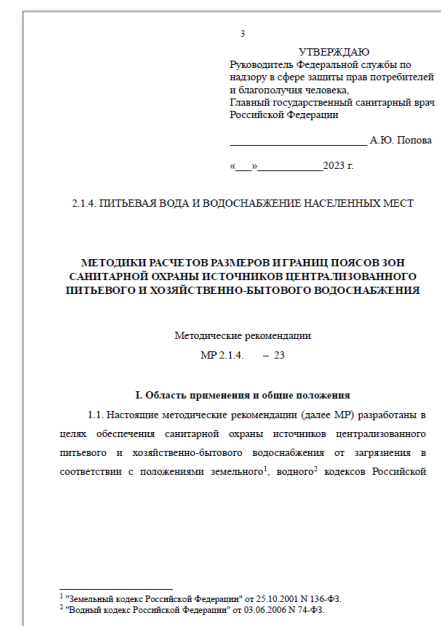 3
УТВЕРЖДАЮ
Руководитель Федеральной службы по
надзору в сфере защиты прав потребителей
и благополучия человека,
Главный государственный санитарный врач
Российской Федерации
____________________________ А.Ю. Попова
«___»_____________2023 г.
2.1.4. ПИТЬЕВАЯ ВОДА И ВОДОСНАБЖЕНИЕ НАСЕЛЕННЫХ МЕСТ
МЕТОДИКИ РАСЧЕТОВ РАЗМЕРОВ И ГРАНИЦ ПОЯСОВ ЗОН
САНИТАРНОЙ ОХРАНЫ ИСТОЧНИКОВ ЦЕНТРАЛИЗОВАННОГО
ПИТЬЕВОГО И ХОЗЯЙСТВЕННО-БЫТОВОГО ВОДОСНАБЖЕНИЯ
Методические рекомендации
МР 2.1.4. – 23
I. Область применения и общие положения
1.1. Настоящие методические рекомендации (далее МР) разработаны в
целях обеспечения санитарной охраны источников централизованного
питьевого и хозяйственно-бытового водоснабжения от загрязнения в
соответствии с положениями земельного¹, водного² кодексов Российской
¹ "Земельный кодекс Российской Федерации" от 25.10.2001 N 136-ФЗ.
² "Водный кодекс Российской Федерации" от 03.06.2006 N 74-ФЗ.